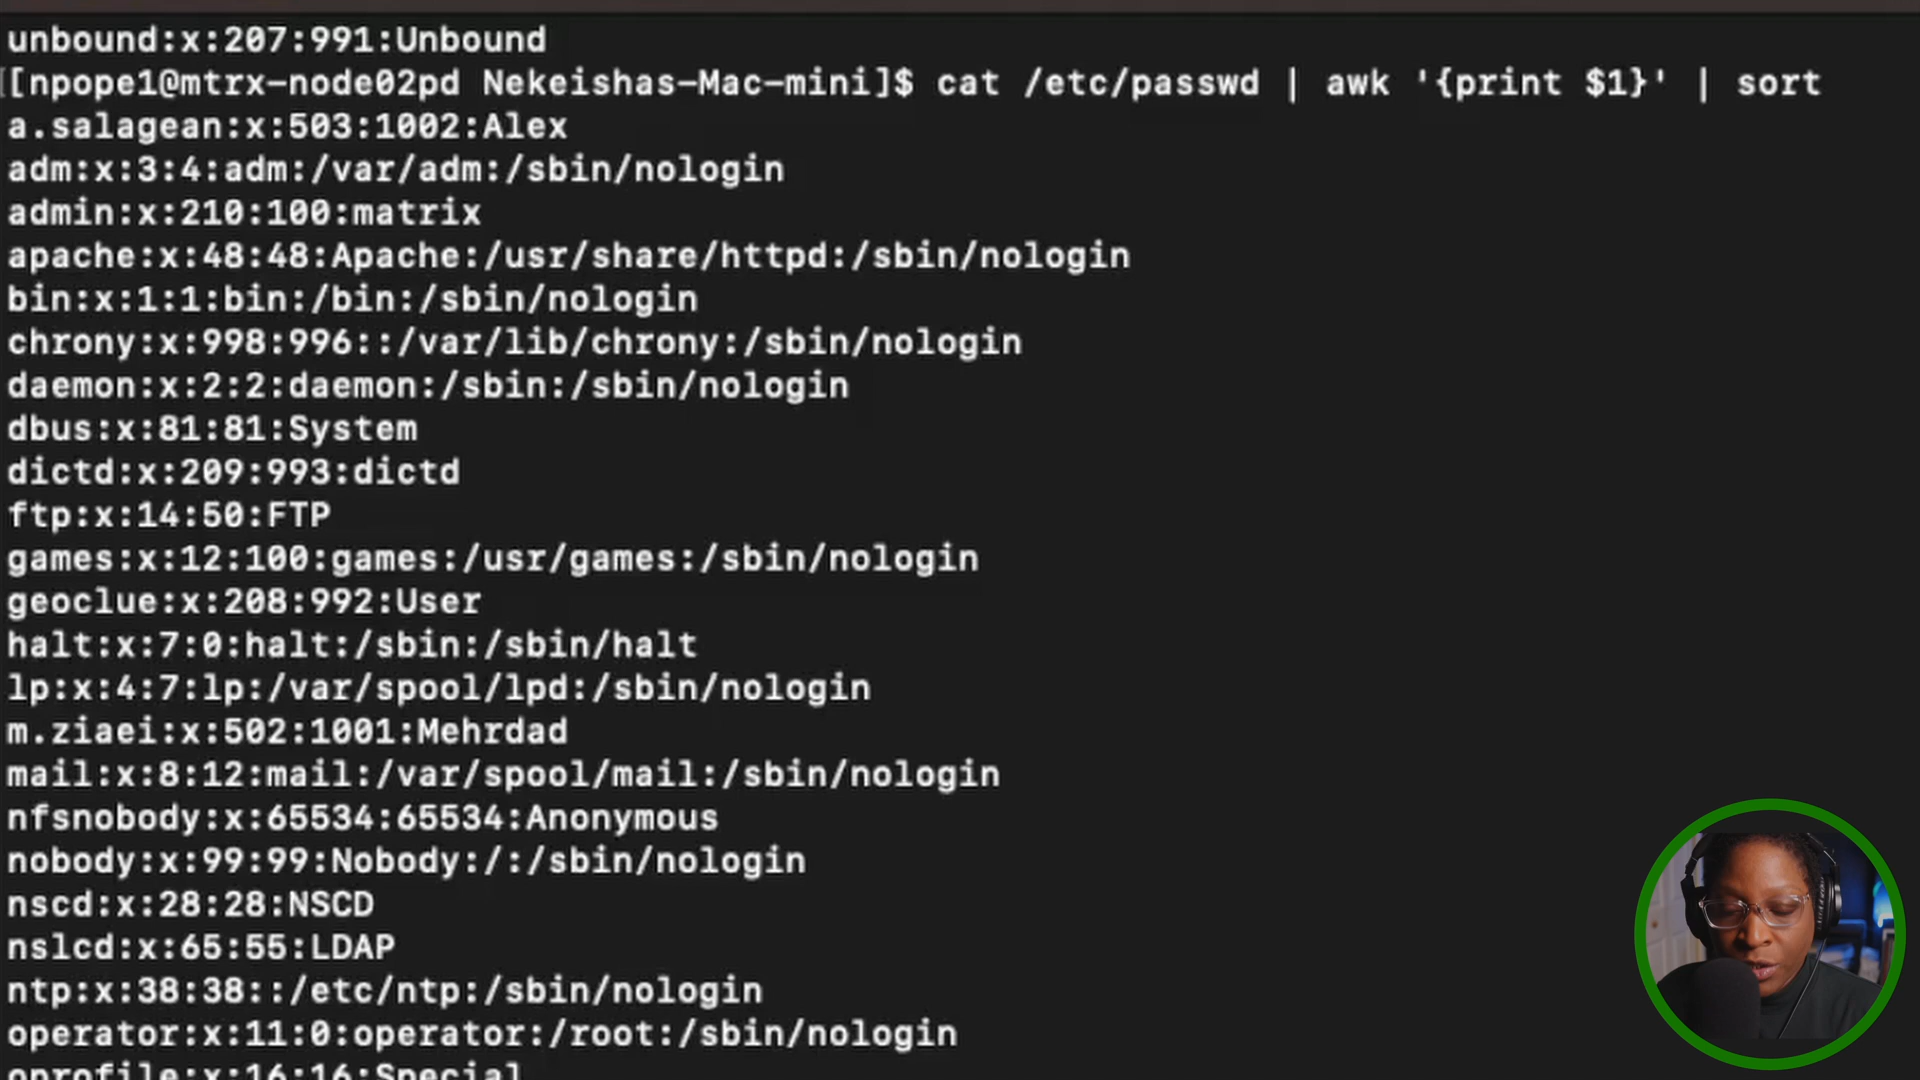 unbound:x:207:991:Unbound
[[npope1@mtrx-node02pd Nekeishas-Mac-mini]$ cat /etc/passwd | awk '{print $1}' | sort
a.salagean:x:503:1002:Alex
adm:x:3:4:adm:/var/adm:/sbin/nologin
admin:x:210:100:matrix
apache:x:48:48:Apache:/usr/share/httpd:/sbin/nologin
bin:x:1:1:bin:/bin:/sbin/nologin
chrony:x:998:996::/var/lib/chrony:/sbin/nologin
daemon:x:2:2:daemon:/sbin:/sbin/nologin
dbus:x:81:81:System
dictd:x:209:993:dictd
ftp:x:14:50:FTP
games:x:12:100:games:/usr/games:/sbin/nologin
geoclue:x:208:992:User
halt:x:7:0:halt:/sbin:/sbin/halt
lp:x:4:7:lp:/var/spool/lpd:/sbin/nologin
m.ziaei:x:502:1001:Mehrdad
mail:x:8:12:mail:/var/spool/mail:/sbin/nologin
nfsnobody:x:65534:65534:Anonymous
nobody:x:99:99:Nobody:/:/sbin/nologin
nscd:x:28:28:NSCD
nslcd:x:65:55:LDAP
ntp:x:38:38::/etc/ntp:/sbin/nologin
operator:x:11:0:operator:/root:/sbin/nologin
oprofile:x:16:16:Special